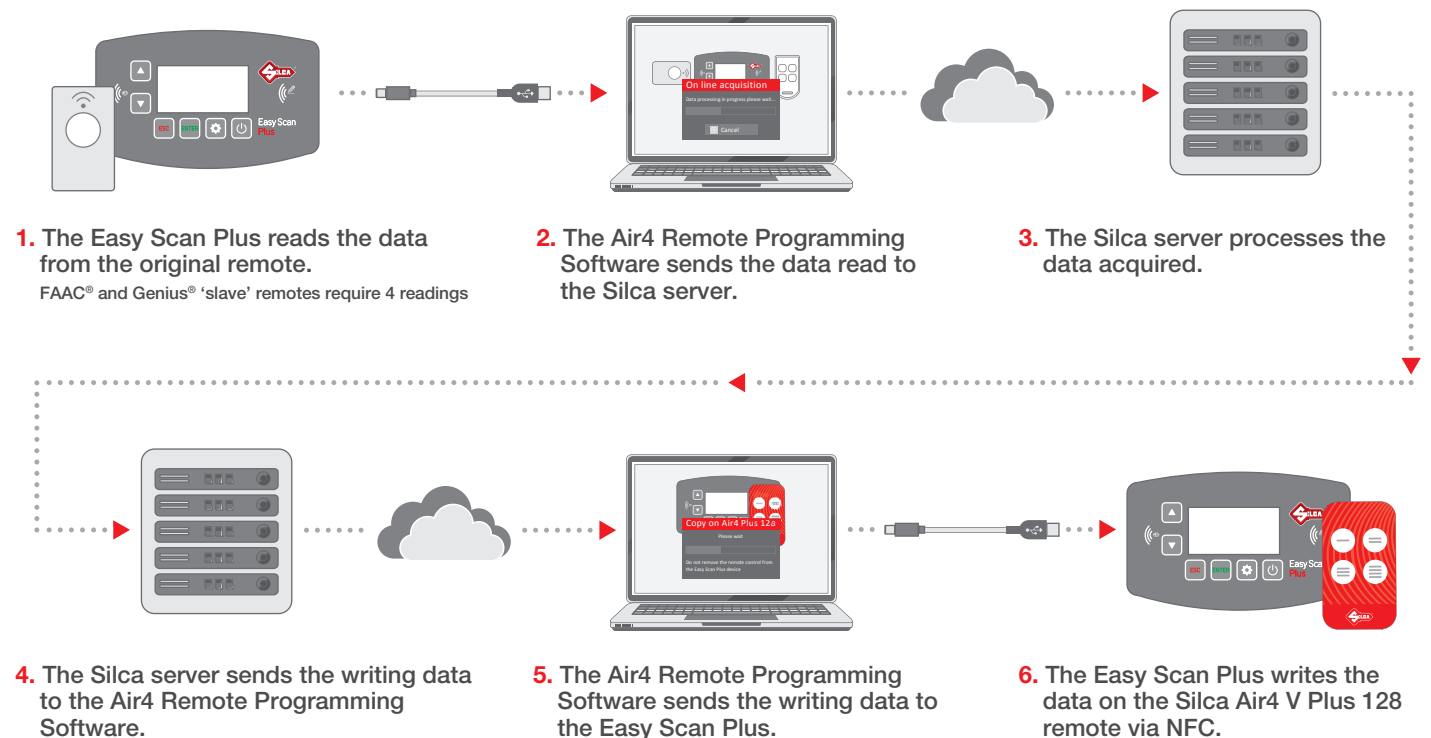 SILCA
ESC
ENTER
Easy Scan
Plus
On line acquisition
Data processing in progress please wait...
Cancel
1. The Easy Scan Plus reads the data
from the original remote.
FAAC® and Genius® ‘slave’ remotes require 4 readings
2. The Air4 Remote Programming
Software sends the data read to
the Silca server.
3. The Silca server processes the
data acquired.
Copy on Air4 Plus 12a
Please wait
Do not remove the remote control from
the Easy Scan Plus device
SILCA
ESC
ENTER
Easy Sca
Plus
SILCA
4. The Silca server sends the writing data
to the Air4 Remote Programming
Software.
5. The Air4 Remote Programming
Software sends the writing data to
the Easy Scan Plus.
6. The Easy Scan Plus writes the
data on the Silca Air4 V Plus 128
remote via NFC.